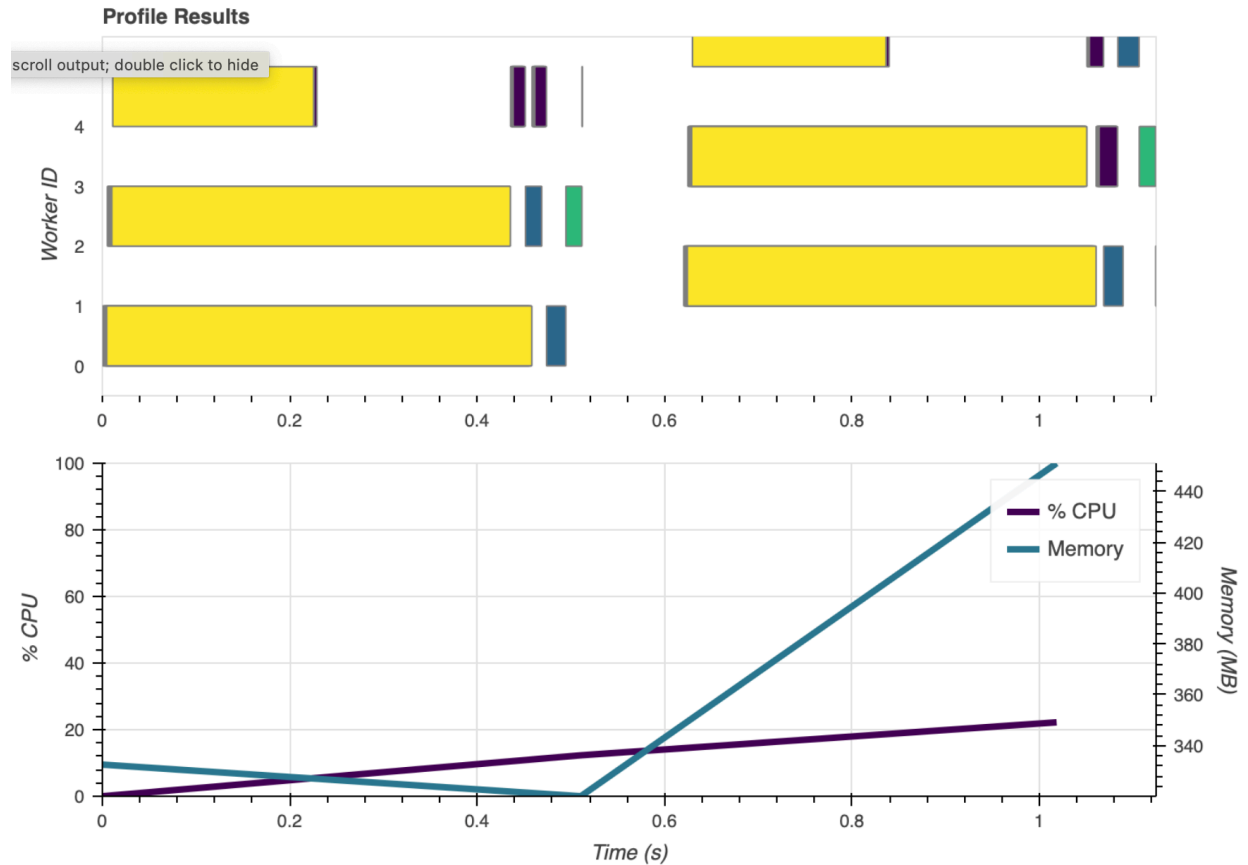 Profile Results
scroll output; double click to hide
4
3
2
1
0
Worker ID
0 0.2 0.4 0.6 0.8 1
100
80
60
40
20
0
% CPU
440
420
400
380
360
340
Memory (MB)
% CPU
Memory
0 0.2 0.4 0.6 0.8 1
Time (s)